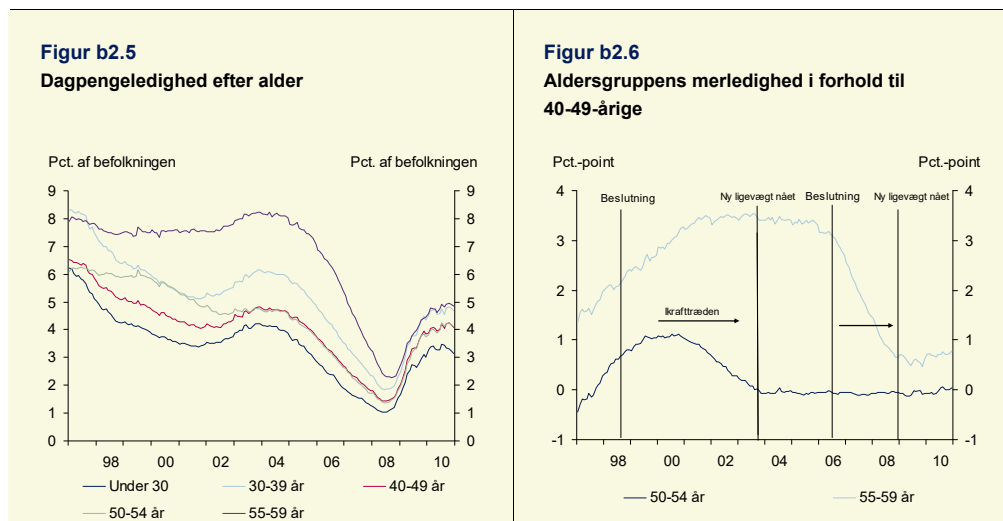 Figur b2.5
Dagpengeledighed efter alder
Pct. af befolkningen Pct. af befolkningen
9 9
8 8
7 7
6 6
5 5
4 4
3 3
2 2
1 1
0 0
98 00 02 04 06 08 10
Under 30 30-39 år 40-49 år
50-54 år 55-59 år
Figur b2.6
Aldersgruppens merledighed i forhold til
40-49-årige
Pct.-point Pct.-point
4 4
Beslutning Ny ligevægt nået Beslutning Ny ligevægt nået
3 3
2 2
Ikrafttræden
1 1
0 0
-1 -1
98 00 02 04 06 08 10
50-54 år 55-59 år